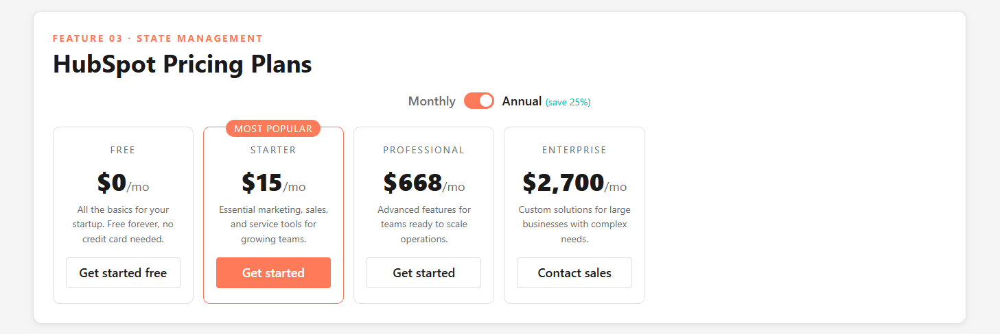 FEATURE 03 · STATE MANAGEMENT
HubSpot Pricing Plans
Monthly Annual (save 25%)
FREE
$0/mo
All the basics for your
startup. Free forever, no
credit card needed.
Get started free
MOST POPULAR
STARTER
$15/mo
Essential marketing, sales,
and service tools for
growing teams.
Get started
PROFESSIONAL
$668/mo
Advanced features for
teams ready to scale
operations.
Get started
ENTERPRISE
$2,700/mo
Custom solutions for large
businesses with complex
needs.
Contact sales